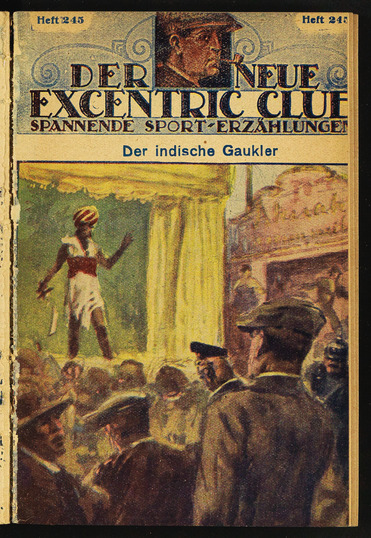 Heft 245
Heft 245
DER NEUE
EXCENTRIC CLUB
SPANNENDE SPORT-ERZÄHLUNGEN
Der indische Gaukler